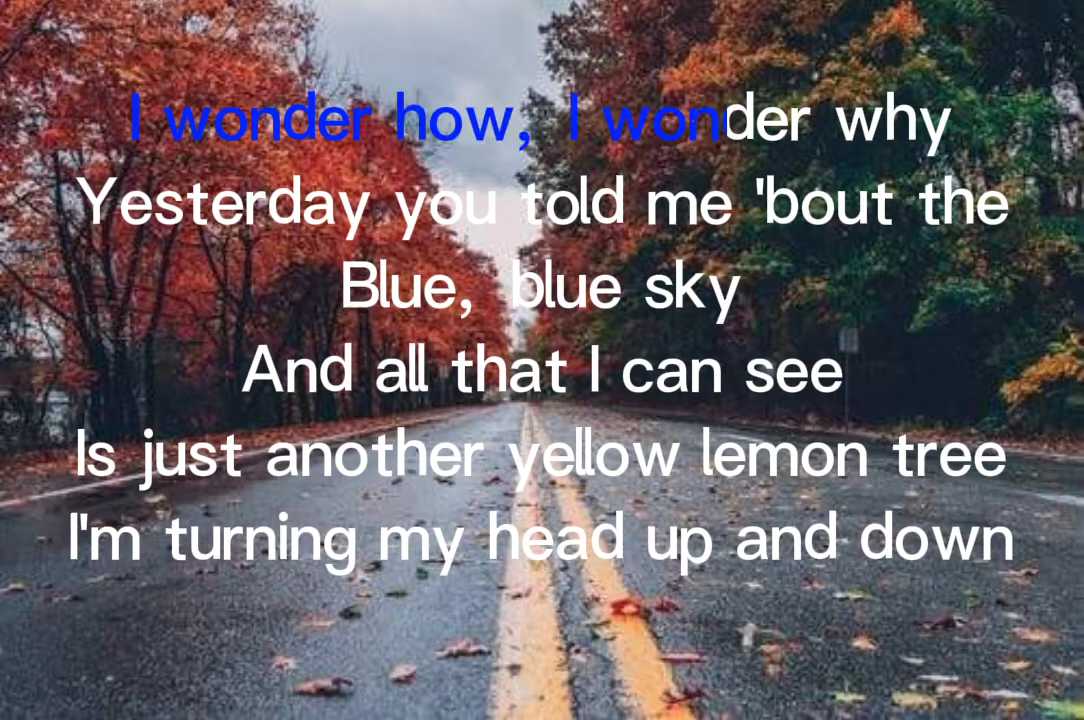 I wonder how, I wonder why
Yesterday you told me 'bout the
Blue, blue sky
And all that I can see
Is just another yellow lemon tree
I'm turning my head up and down